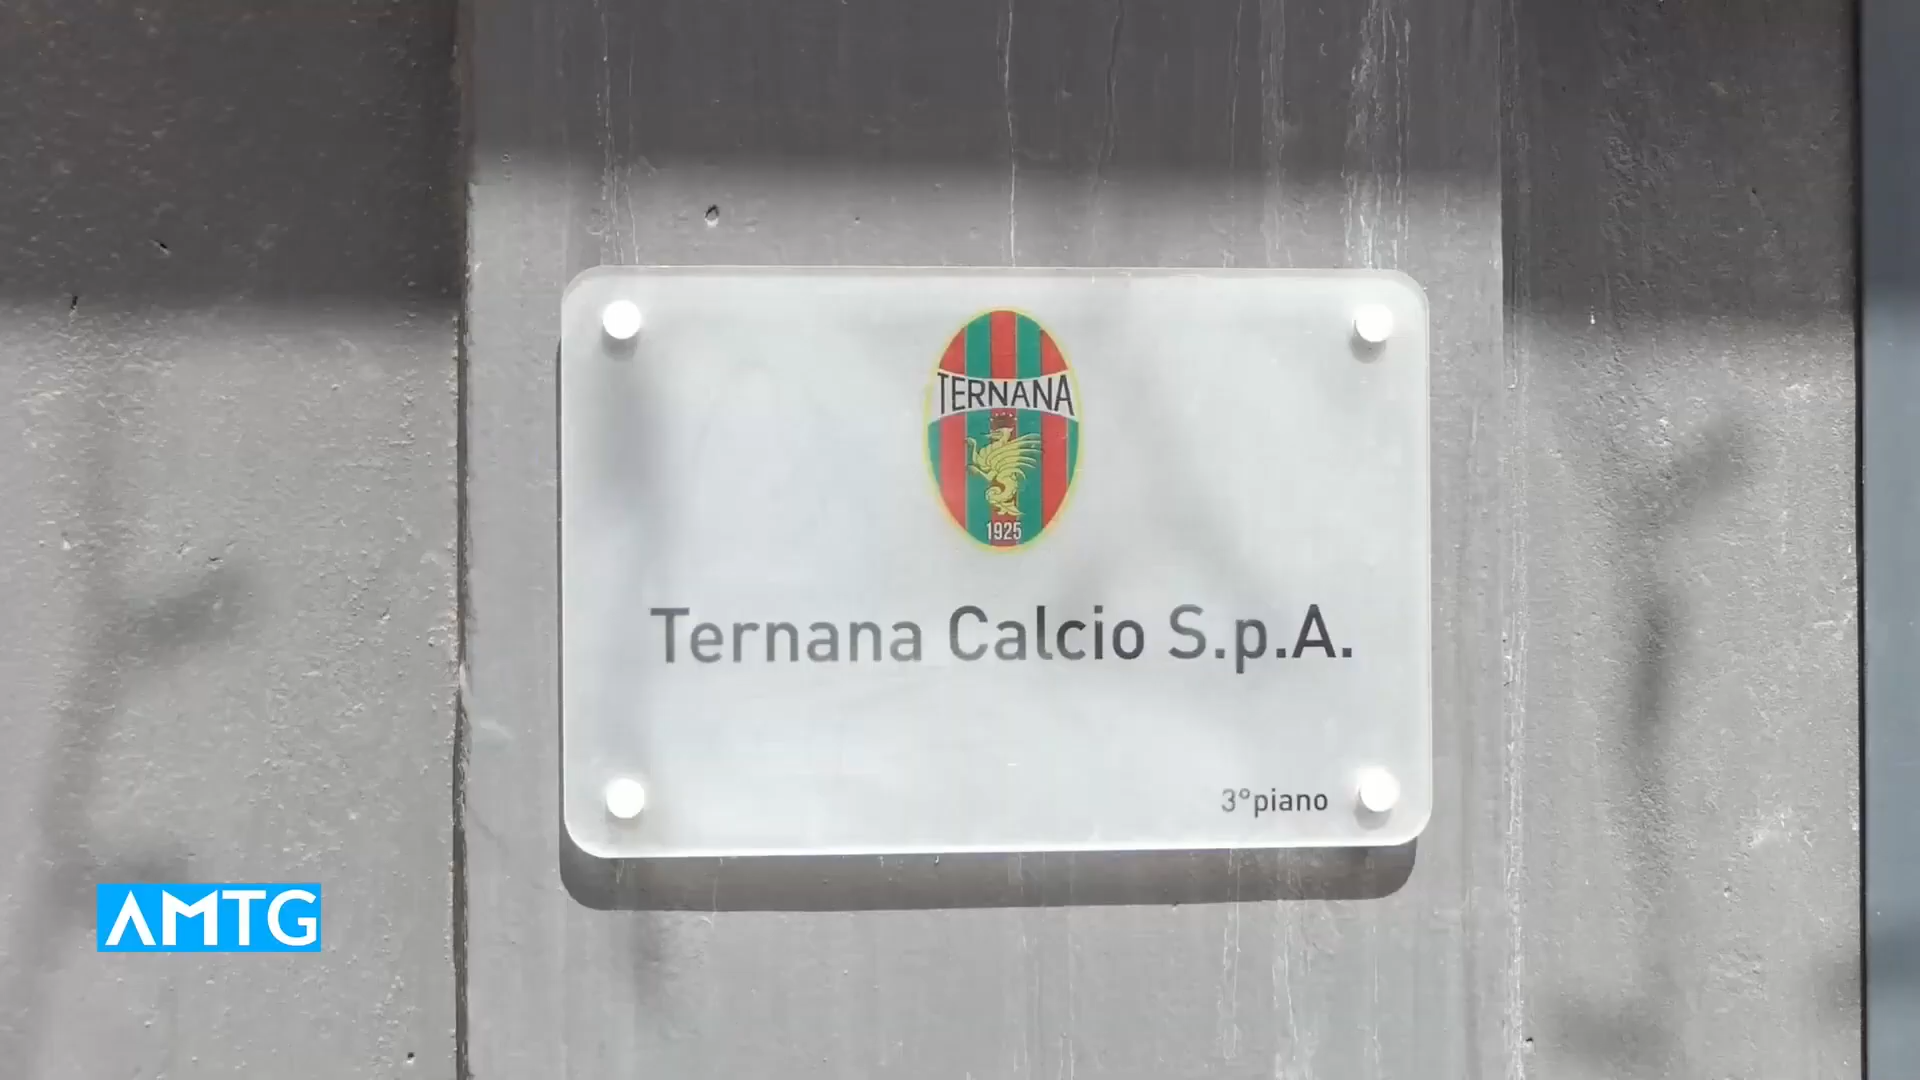 TERNANA
1925
Ternana Calcio S.p.A.
3°piano
AMTG